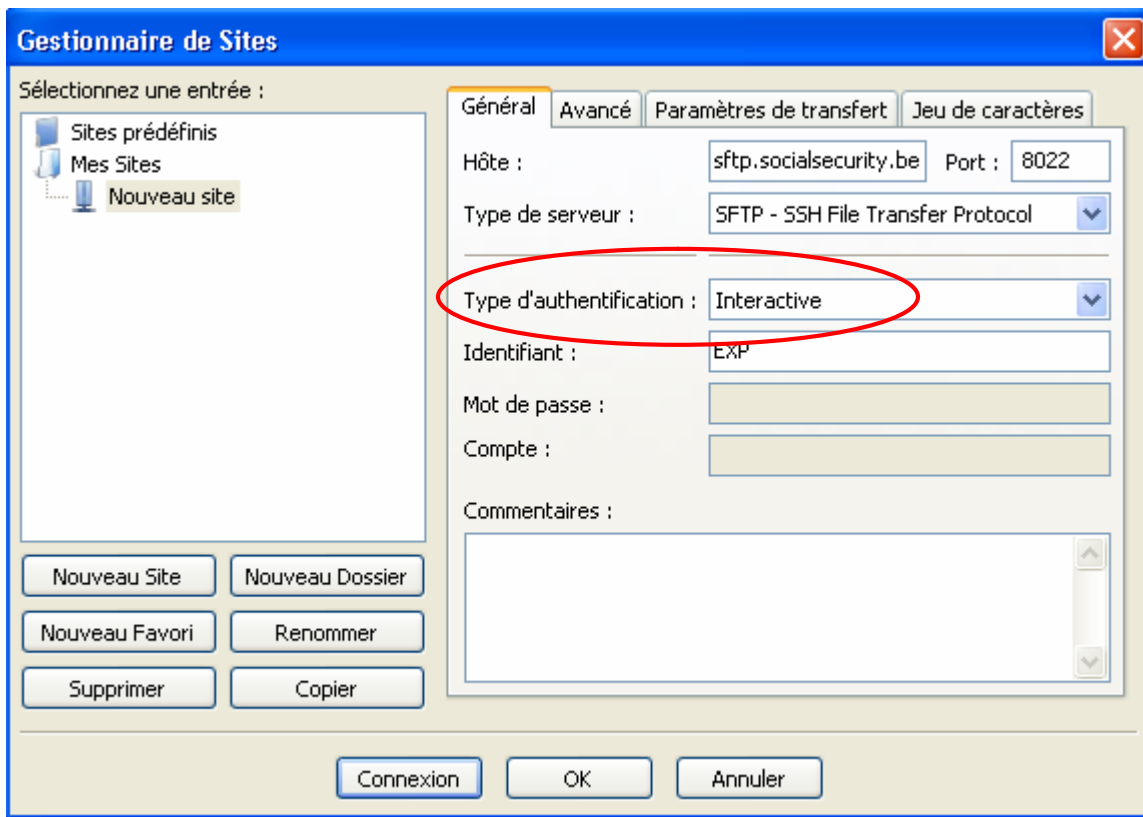 Gestionnaire de Sites
Sélectionnez une entrée :
Sites prédéfinis
Mes Sites
Nouveau site
Nouveau Site
Nouveau Dossier
Nouveau Favori
Renommer
Supprimer
Copier
Général Avancé Paramètres de transfert Jeu de caractères
Hôte : sftp.socialsecurity.be Port : 8022
Type de serveur : SFTP - SSH File Transfer Protocol
Type d'authentification : Interactive
Identifiant : ExP
Mot de passe :
Compte :
Commentaires :
Connexion OK Annuler